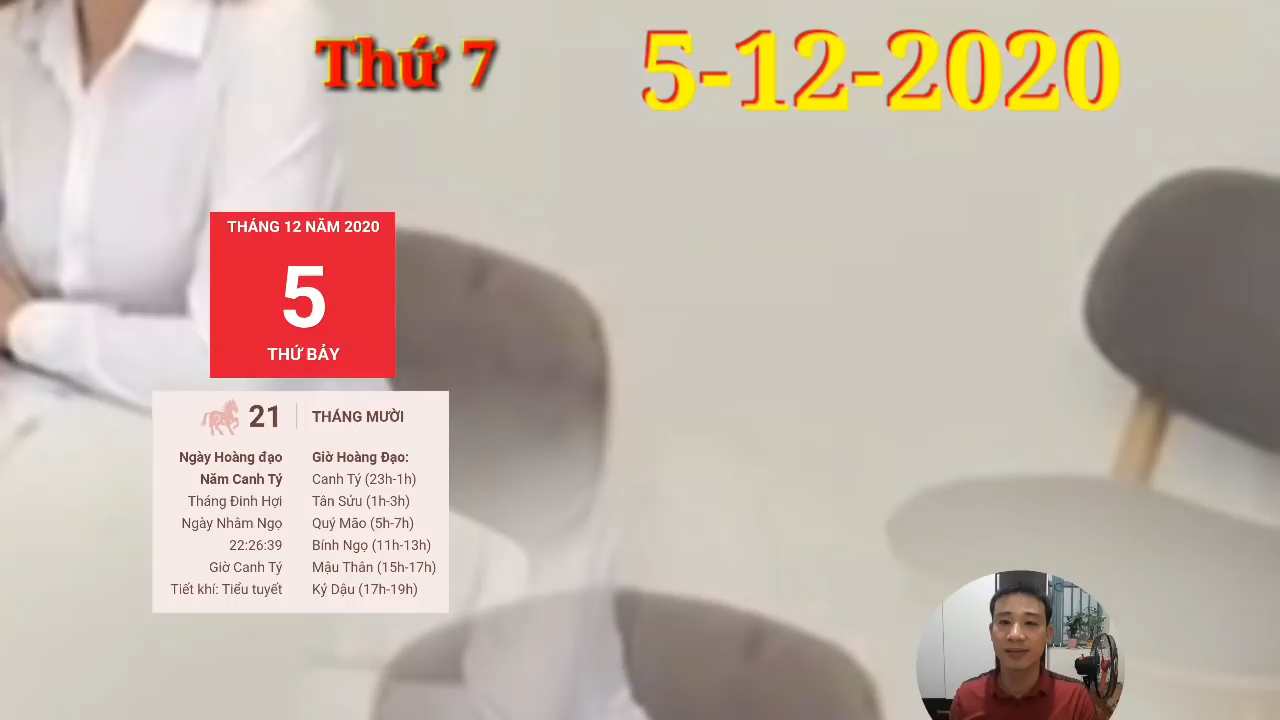 Thứ 7
5-12-2020
THÁNG 12 NĂM 2020
5
THỨ BẢY
21
THÁNG MƯỜI
Ngày Hoàng đạo
Năm Canh Tý
Tháng Đinh Hợi
Ngày Nhâm Ngọ
22:26:39
Giờ Canh Tý
Tiết khí: Tiểu tuyết
Giờ Hoàng Đạo:
Canh Tý (23h-1h)
Tân Sửu (1h-3h)
Quý Mão (5h-7h)
Bính Ngọ (11h-13h)
Mậu Thân (15h-17h)
Kỷ Dậu (17h-19h)